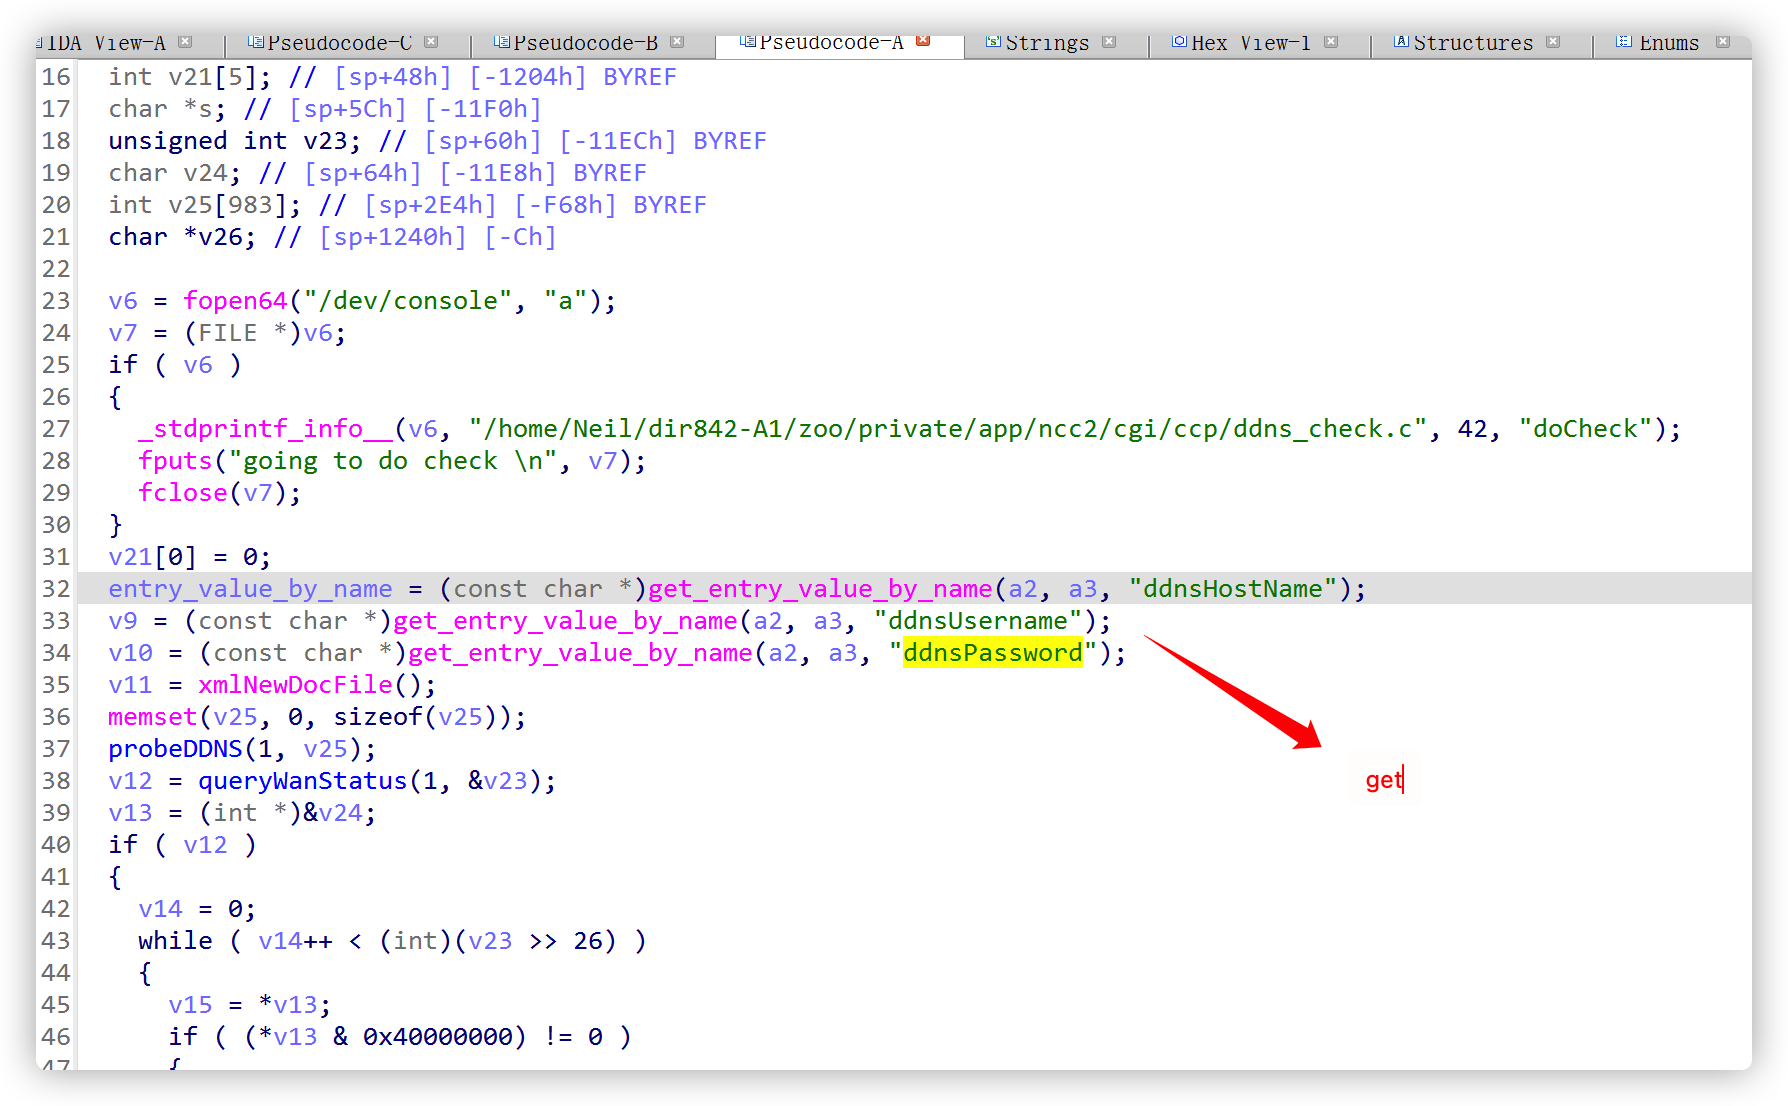 IDA View-A Pseudocode-C Pseudocode-B Pseudocode-A Strings Hex View-1 Structures Enums
16 int v21[5]; // [sp+48h] [-1204h] BYREF
17 char *s; // [sp+5Ch] [-11F0h]
18 unsigned int v23; // [sp+60h] [-11ECh] BYREF
19 char v24; // [sp+64h] [-11E8h] BYREF
20 int v25[983]; // [sp+2E4h] [-F68h] BYREF
21 char *v26; // [sp+1240h] [-Ch]
22
23 v6 = fopen64("/dev/console", "a");
24 v7 = (FILE *)v6;
25 if ( v6 )
26 {
27 _stdprintf_info__(v6, "/home/Neil/dir842-A1/zoo/private/app/ncc2/cgi/ccp/ddns_check.c", 42, "doCheck");
28 fputs("going to do check \n", v7);
29 fclose(v7);
30 }
31 v21[0] = 0;
32 entry_value_by_name = (const char *)get_entry_value_by_name(a2, a3, "ddnsHostName");
33 v9 = (const char *)get_entry_value_by_name(a2, a3, "ddnsUsername");
34 v10 = (const char *)get_entry_value_by_name(a2, a3, "ddnsPassword");
35 v11 = xmlNewDocFile();
36 memset(v25, 0, sizeof(v25));
37 probeDDNS(1, v25);
get
38 v12 = queryWanStatus(1, &v23);
39 v13 = (int *)&v24;
40 if ( v12 )
41 {
42 v14 = 0;
43 while ( v14++ < (int)(v23 >> 26) )
44 {
45 v15 = *v13;
46 if ( (*v13 & 0x40000000) != 0 )
47 {